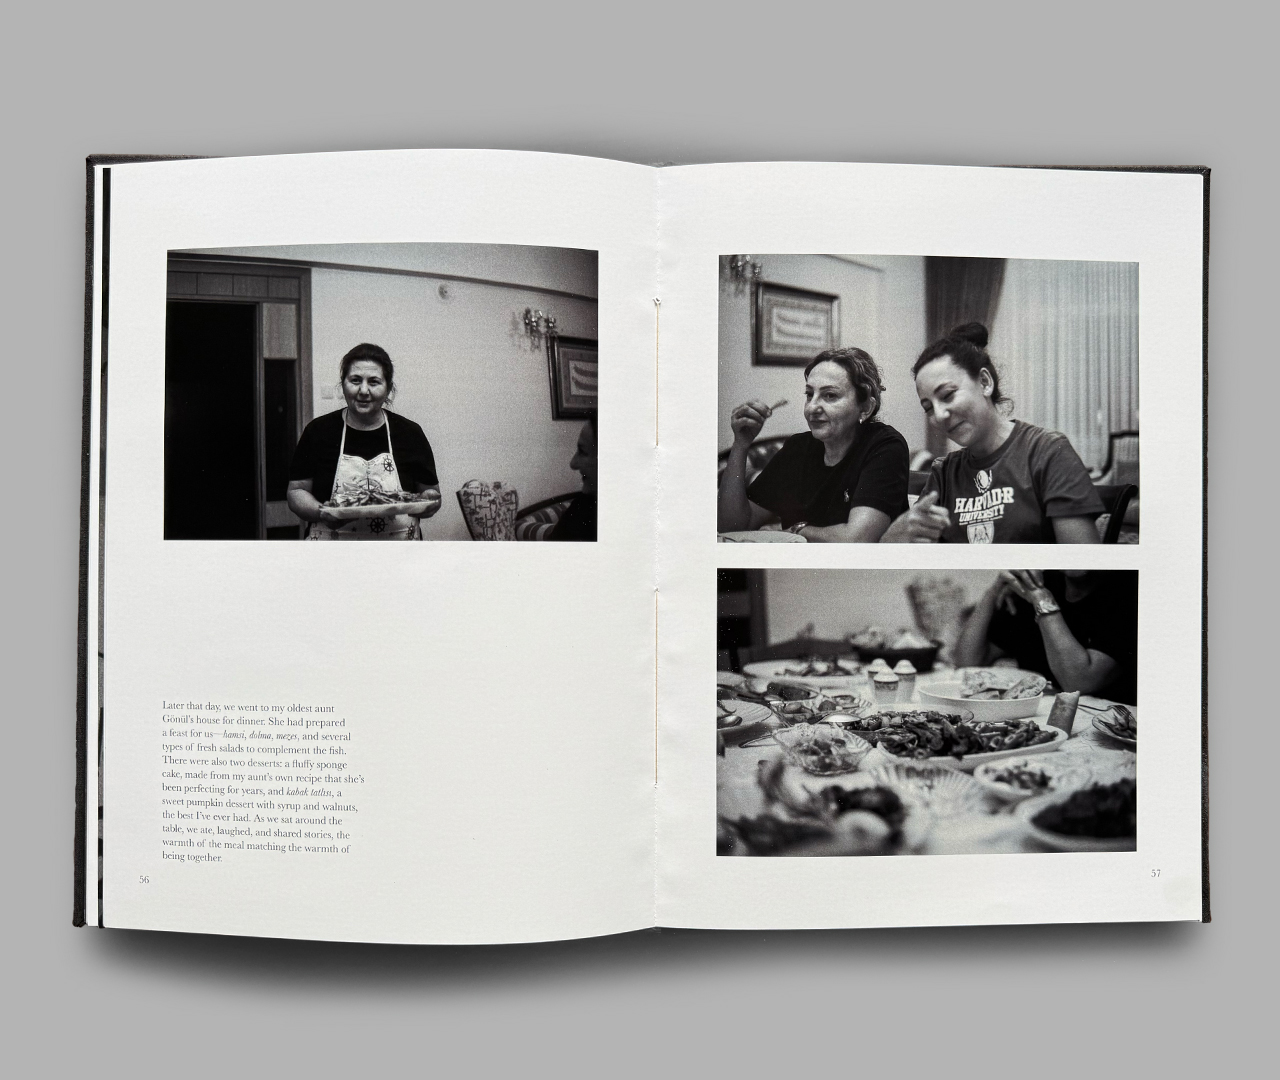 Later that day, we went to my oldest aunt
Gönül's house for dinner. She had prepared
a feast for us—hamsi, dolma, mezes, and several
types of fresh salads to complement the fish.
There were also two desserts: a fluffy sponge
cake, made from my aunt's own recipe that she's
been perfecting for years, and kabak tatlısı, a
sweet pumpkin dessert with syrup and walnuts,
the best I've ever had. As we sat around the
table, we ate, laughed, and shared stories, the
warmth of the meal matching the warmth of
being together.
56
HARVARD
UNIVERSITY
57